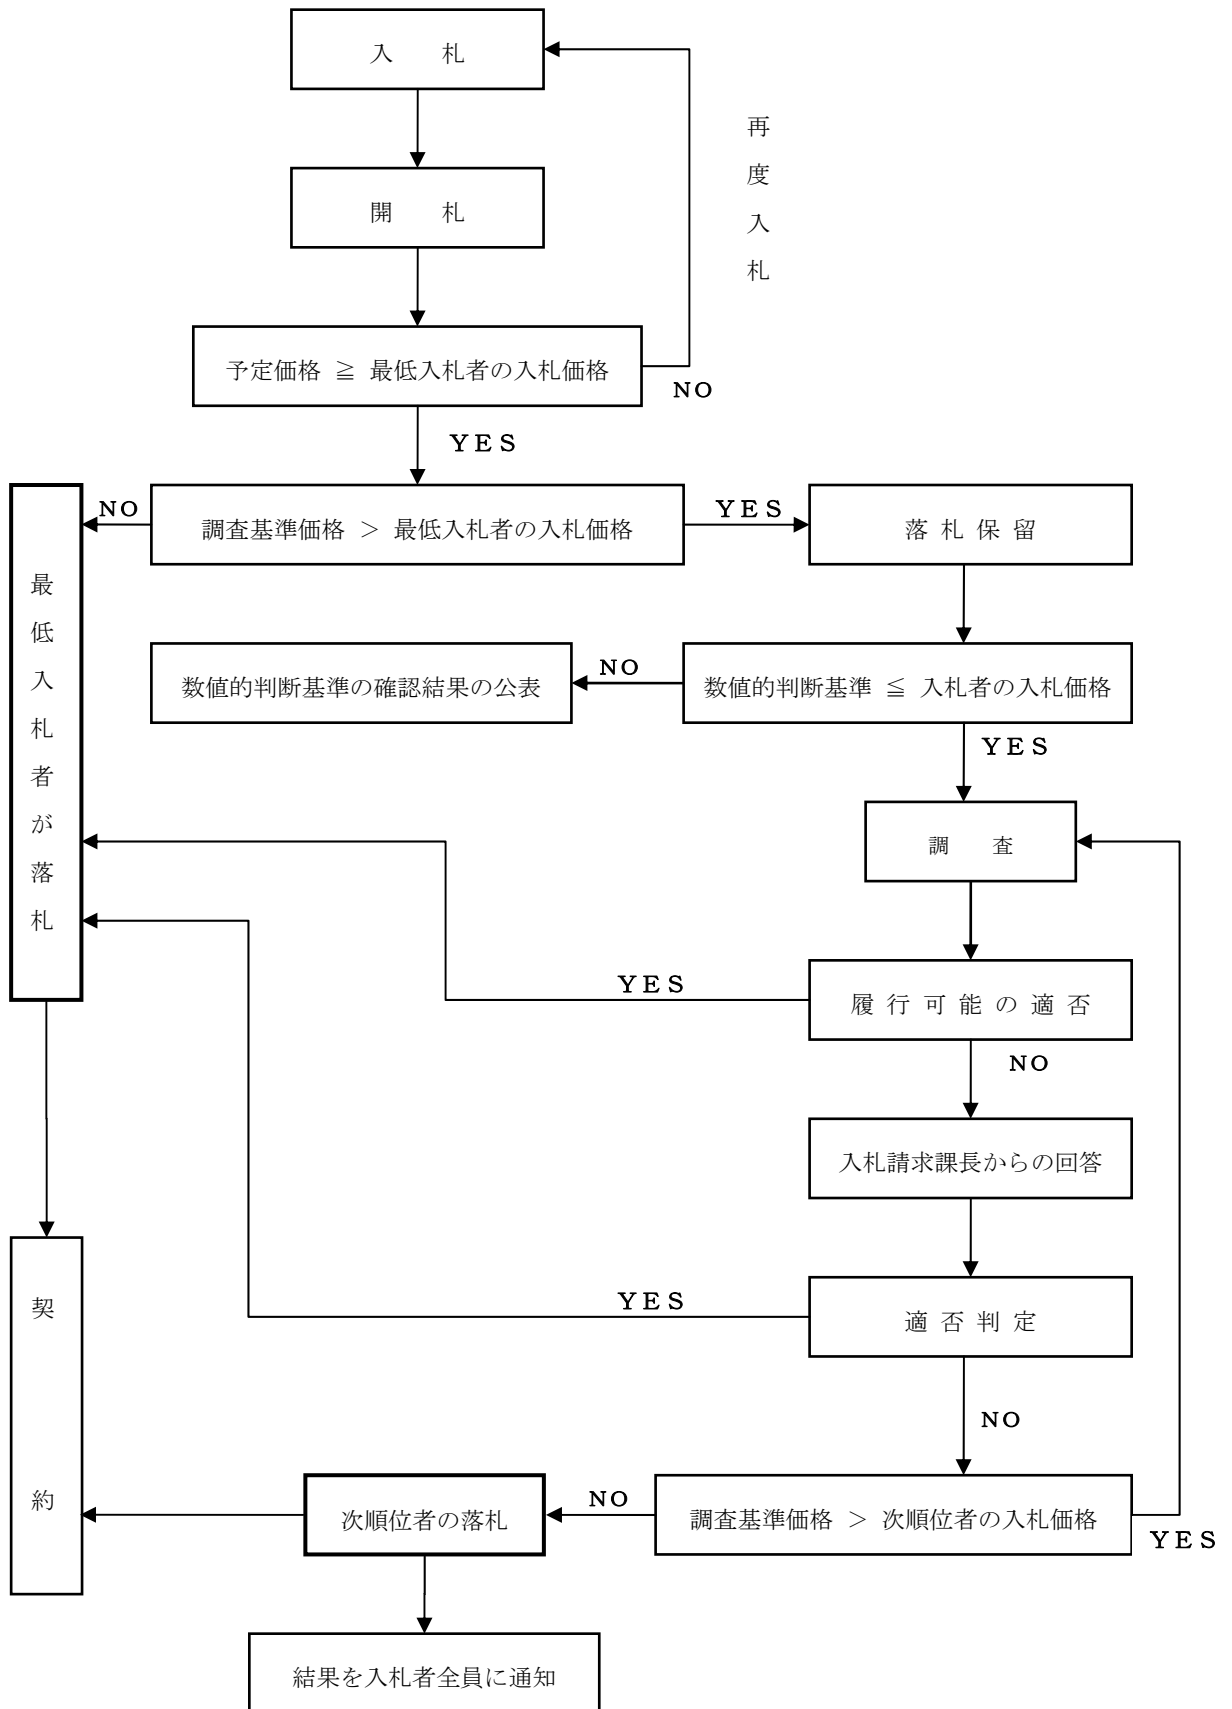 入 札
再度入札
開 札
予定価格 ≧ 最低入札者の入札価格
NO
YES
最低入札者が落札
NO
調査基準価格 > 最低入札者の入札価格
YES
落札保留
数値的判断基準の確認結果の公表
NO
数値的判断基準 ≦ 入札者の入札価格
YES
調 査
YES
履行可能の適否
NO
入札請求課長からの回答
契約
YES
適否判定
NO
次順位者の落札
NO
調査基準価格 > 次順位者の入札価格
YES
結果を入札者全員に通知